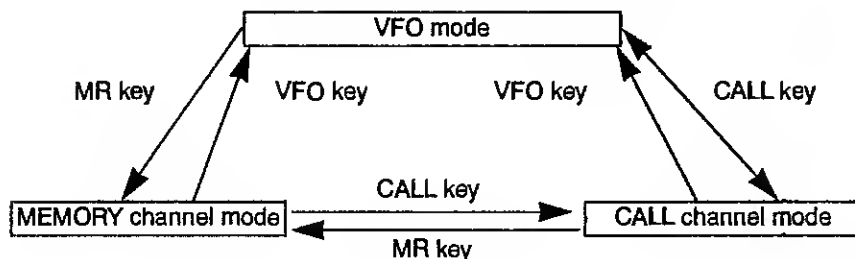 VFO mode
MR key
VFO key
VFO key
CALL key
CALL key
MEMORY channel mode
CALL channel mode
MR key